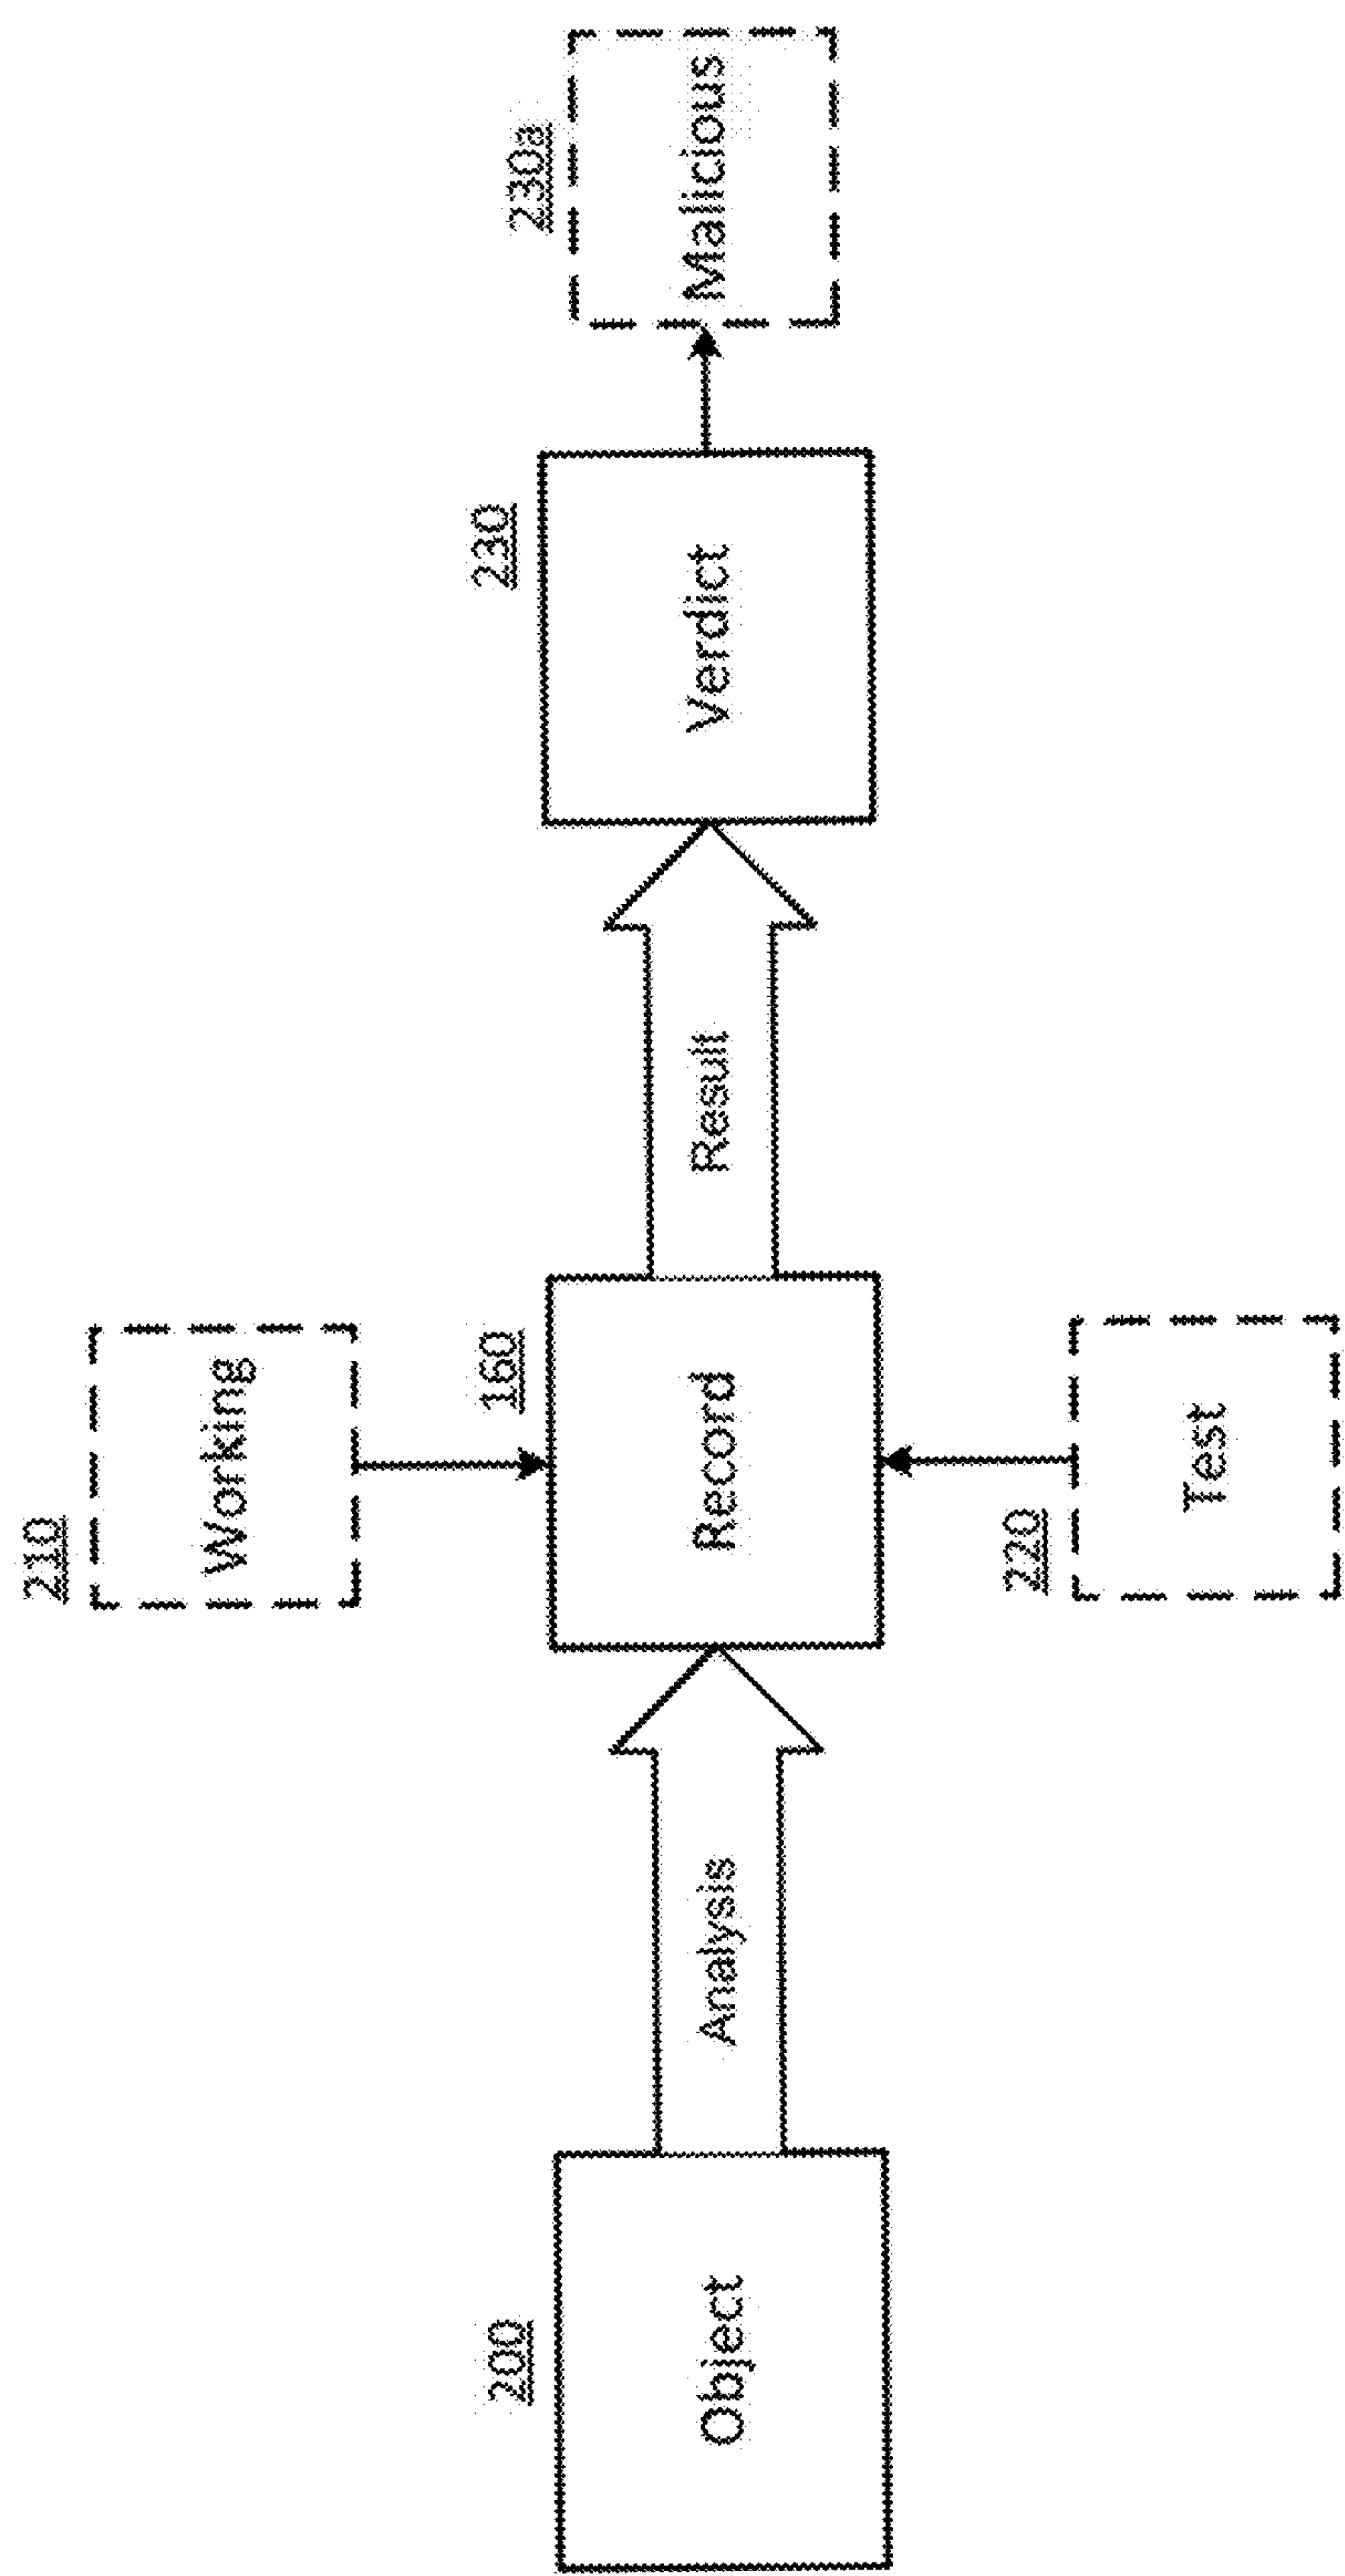 210
Working
200
Object
Analysis
160
Record
Result
230
Verdict
230a
Malicious
220
Test